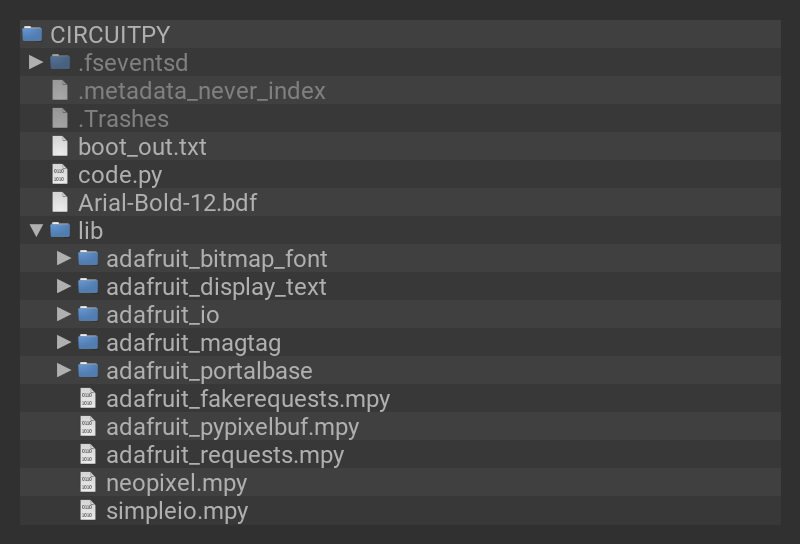 CIRCUITPY
.fseventsd
.metadata_never_index
.Trashes
boot_out.txt
code.py
Arial-Bold-12.bdf
lib
adafruit_bitmap_font
adafruit_display_text
adafruit_io
adafruit_magtag
adafruit_portalbase
adafruit_fakerequests.mpy
adafruit_pypixelbuf.mpy
adafruit_requests.mpy
neopixel.mpy
simpleio.mpy